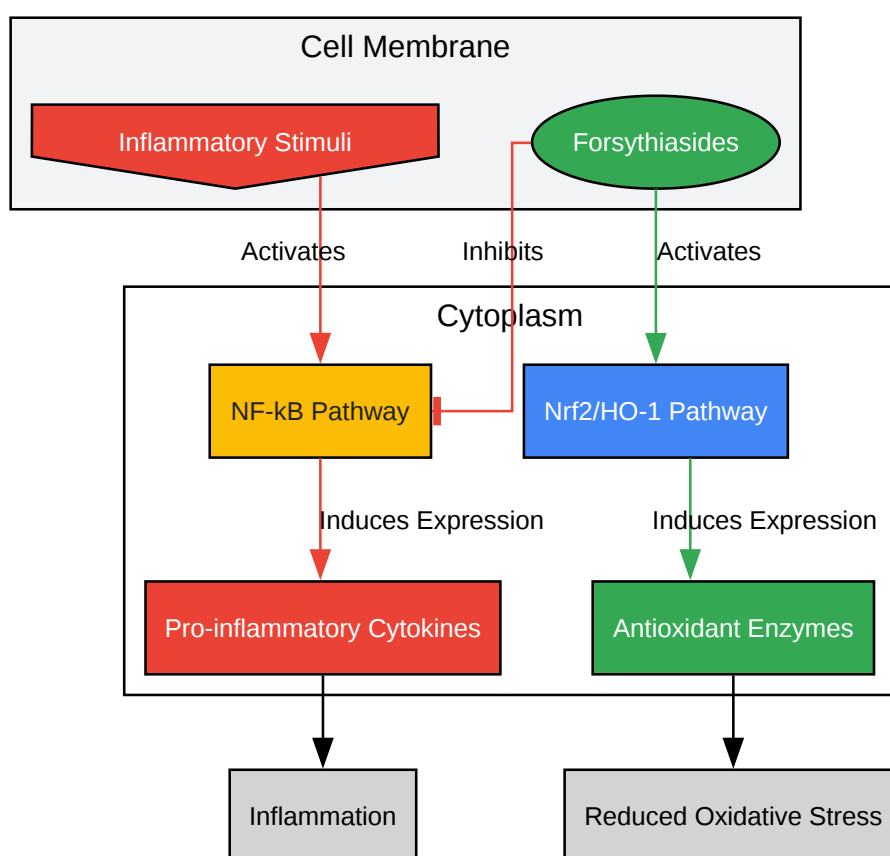 Cell Membrane
Inflammatory Stimuli
Forsythiasides
Activates
Inhibits
Activates
Cytoplasm
NF-kB Pathway
Nrf2/HO-1 Pathway
Induces Expression
Induces Expression
Pro-inflammatory Cytokines
Antioxidant Enzymes
Inflammation
Reduced Oxidative Stress